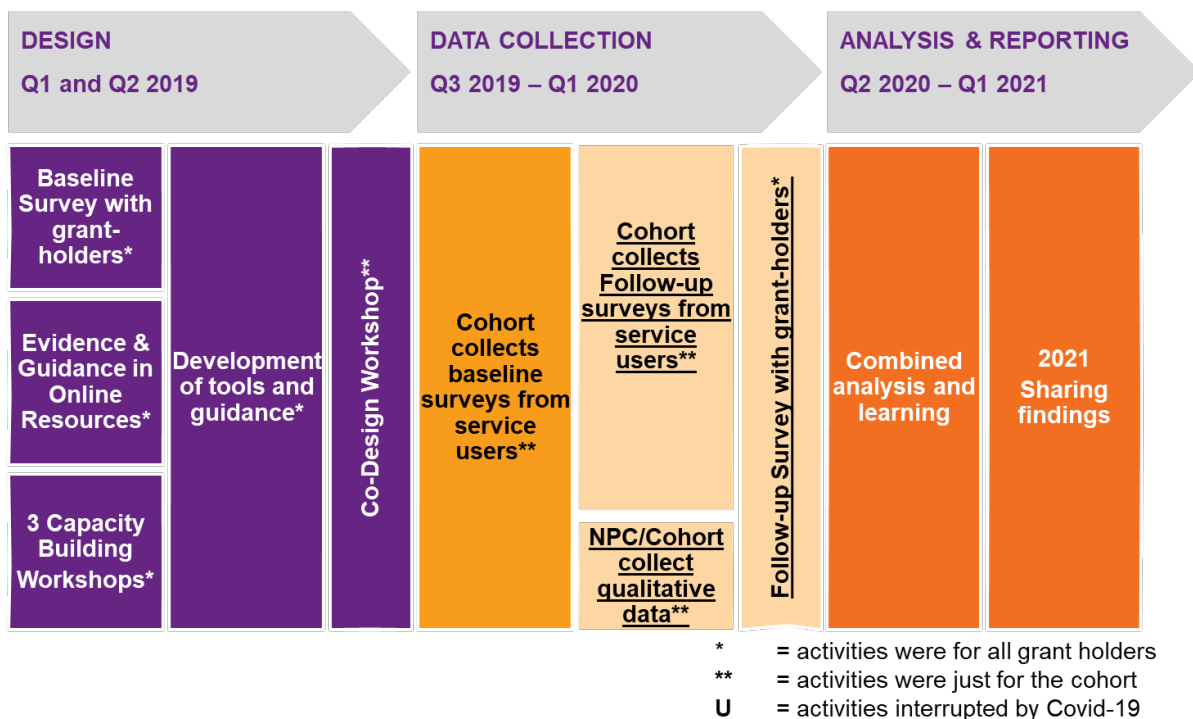 DESIGN
Q1 and Q2 2019
DATA COLLECTION
Q3 2019 – Q1 2020
ANALYSIS & REPORTING
Q2 2020 – Q1 2021
Baseline
Survey with
grant-
holders*
Evidence &
Guidance in
Online
Resources*
3 Capacity
Building
Workshops*
Development
of tools and
guidance*
Co-Design Workshop**
Cohort
collects
baseline
surveys from
service
users**
Cohort
collects
Follow-up
surveys from
service
users**
NPC/Cohort
collect
qualitative
data**
Follow-up Survey with grant-holders*
Combined
analysis and
learning
2021
Sharing
findings
* = activities were for all grant holders
** = activities were just for the cohort
U = activities interrupted by Covid-19